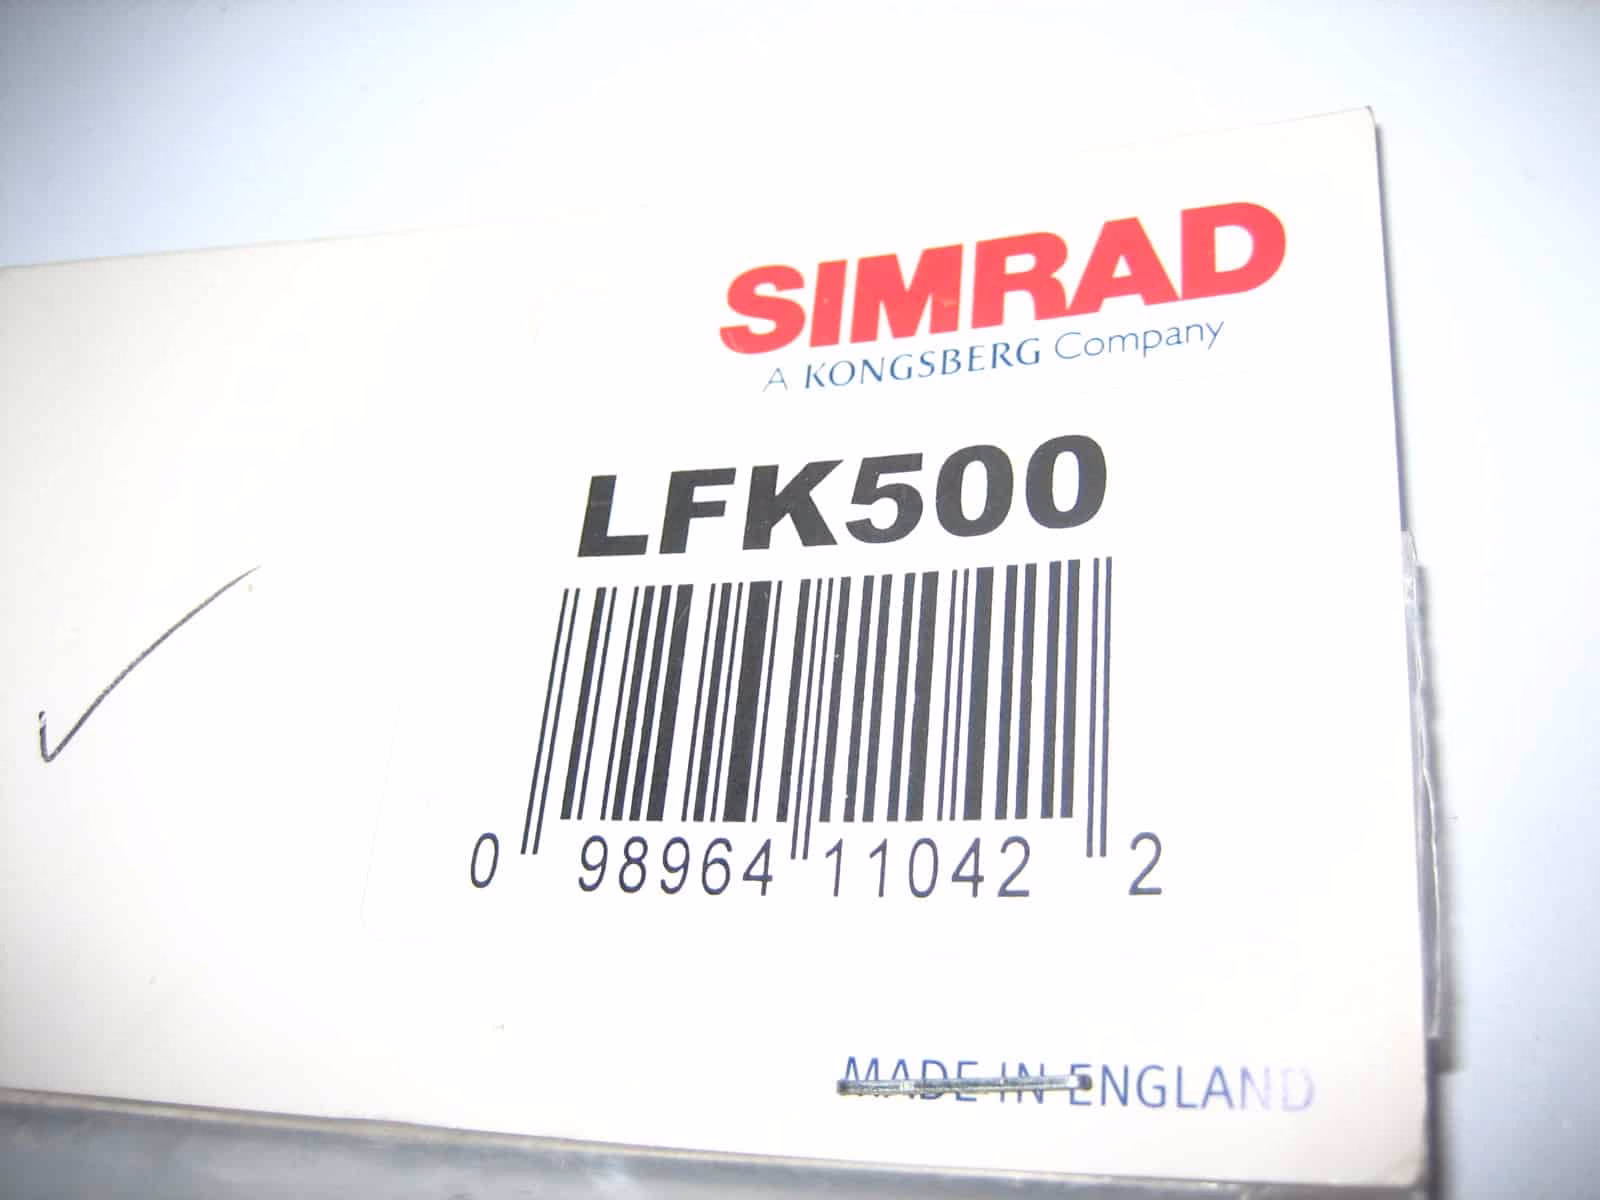 SIMRAD
A KONGSBERG Company
LFK500
0 98964 11042 2
MADE IN ENGLAND